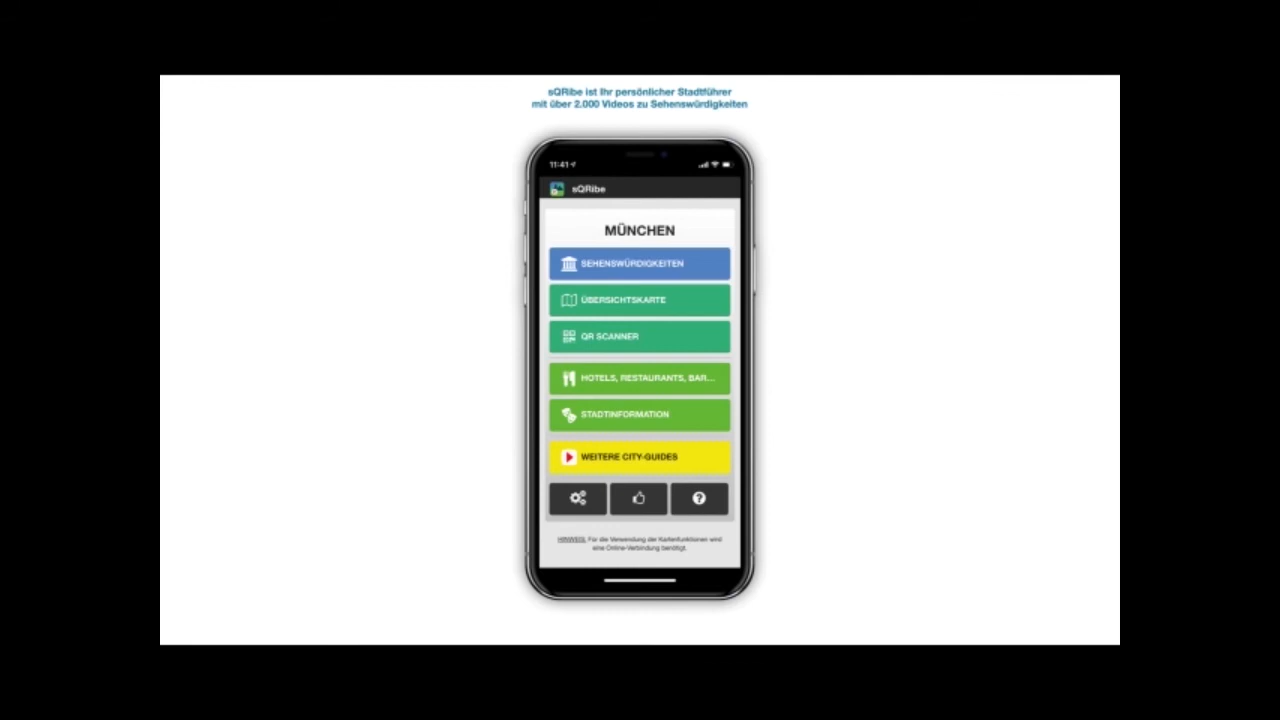 sQRibe ist Ihr persönlicher Stadtführer
mit über 2.000 Videos zu Sehenswürdigkeiten
11:41
sQRibe
MÜNCHEN
SEHENSWÜRDIGKEITEN
ÜBERSICHTSKARTE
QR SCANNER
HOTELS, RESTAURANTS, BAR...
STADTINFORMATION
WEITERE CITY-GUIDES
HINWEIS: Für die Verwendung der Kartenfunktionen wird
eine Online-Verbindung benötigt.